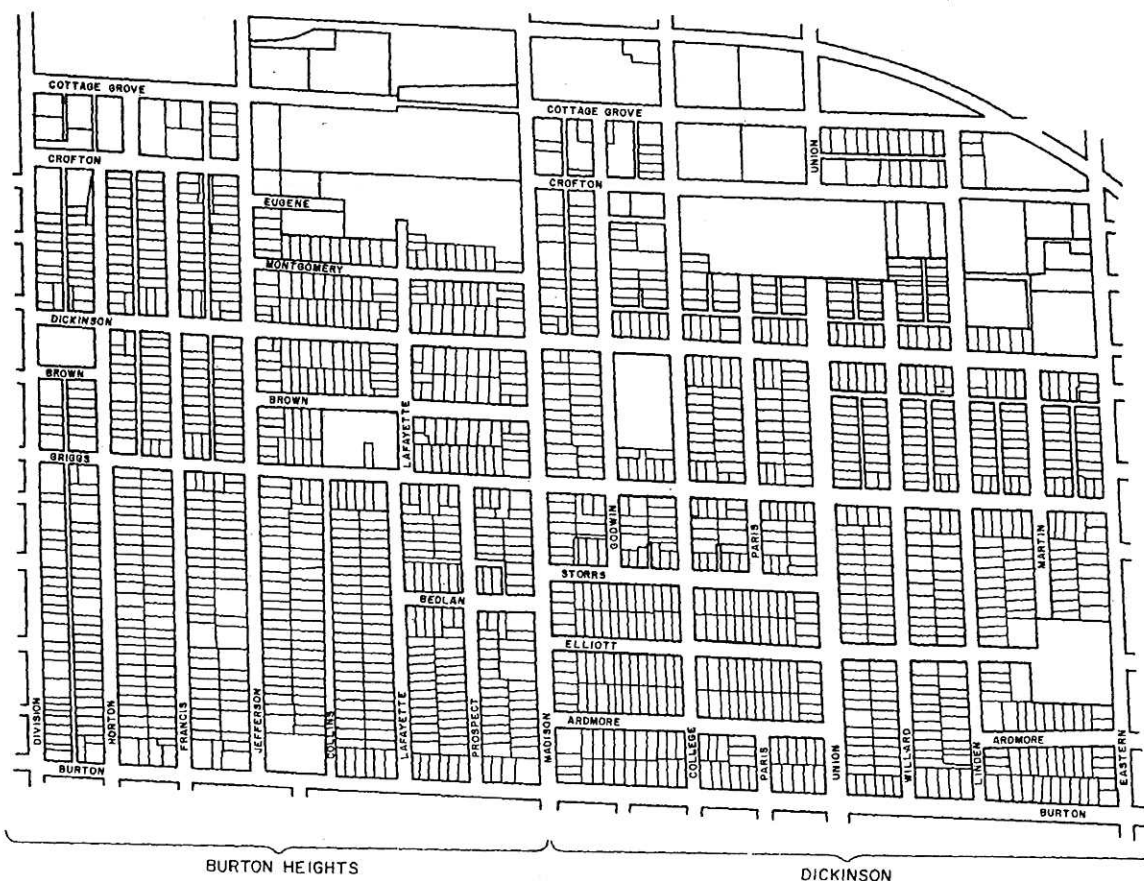 COTTAGE GROVE
COTTAGE GROVE
UNION
CROFTON
CROFTON
EUGENE
MONTGOMERY
DICKINSON
BROWN
BROWN
LAFAYETTE
GRIGGS
GODWIN
PARIS
MARTIN
STORRS
BEDLAN
ELLIOTT
DIVISION
HORTON
FRANCIS
JEFFERSON
COLLINS
LAFAYETTE
PROSPECT
MADISON
ARDMORE
COLLEGE
PARIS
UNION
WILLARD
LINDEN
ARDMORE
EASTERN
BURTON
BURTON
BURTON HEIGHTS
DICKINSON